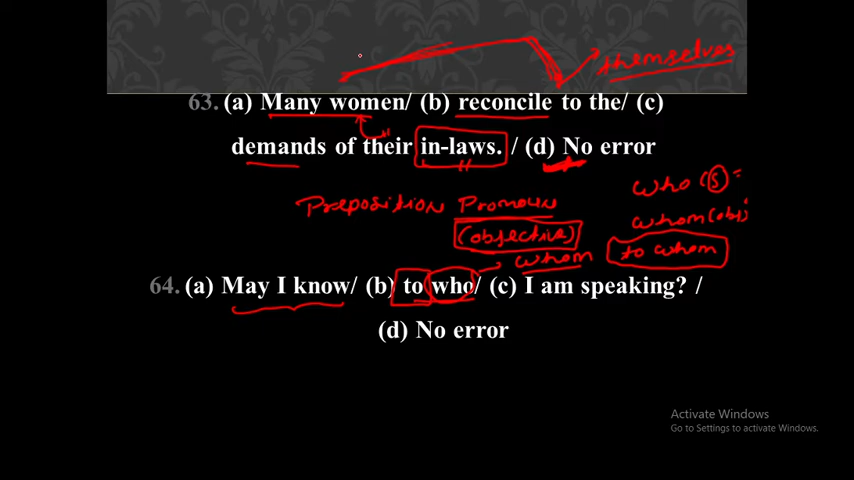 themselves
63. (a) Many women/ (b) reconcile to the/ (c)
demands of their in-laws. / (d) No error
who (s)
Preposition Pronoun
whom (obj)
(objective)
to whom
whom
64. (a) May I know/ (b) to who/ (c) I am speaking? /
(d) No error
Activate Windows
Go to Settings to activate Windows.